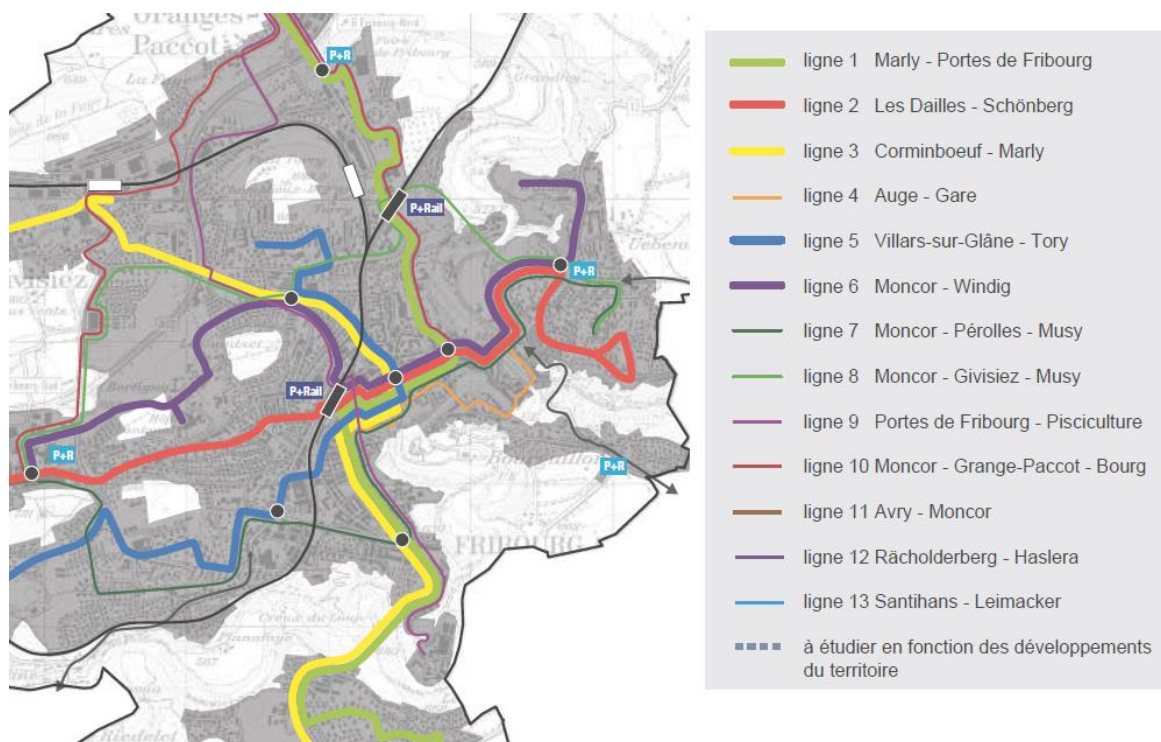 Granges
Paccot
P+R
P+Rail
P+R
P+Rail
P+R
P+R
FRIBOURG
ligne 1 Marly - Portes de Fribourg
ligne 2 Les Dailles - Schönberg
ligne 3 Corminboeuf - Marly
ligne 4 Auge - Gare
ligne 5 Villars-sur-Glâne - Tory
ligne 6 Moncor - Windig
ligne 7 Moncor - Pérolles - Musy
ligne 8 Moncor - Givisiez - Musy
ligne 9 Portes de Fribourg - Pisciculture
ligne 10 Moncor - Grange-Paccot - Bourg
ligne 11 Avry - Moncor
ligne 12 Rächolderberg - Haslera
ligne 13 Santihans - Leimacker
à étudier en fonction des développements
du territoire